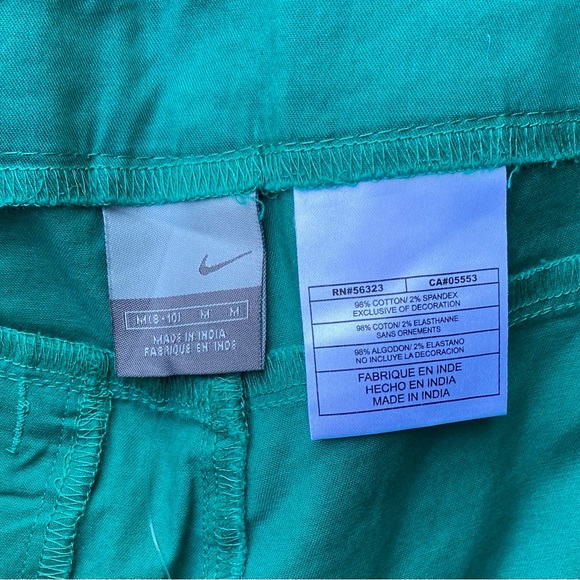 M(8-10) M M
MADE IN INDIA
FABRIQUE EN INDE
RN#56323 CA#05553
98% COTTON/ 2% SPANDEX
EXCLUSIVE OF DECORATION
98% COTON/ 2% ELASTHANNE
SANS ORNEMENTS
98% ALGODON/ 2% ELASTANO
NO INCLUYE LA DECORACION
FABRIQUE EN INDE
HECHO EN INDIA
MADE IN INDIA